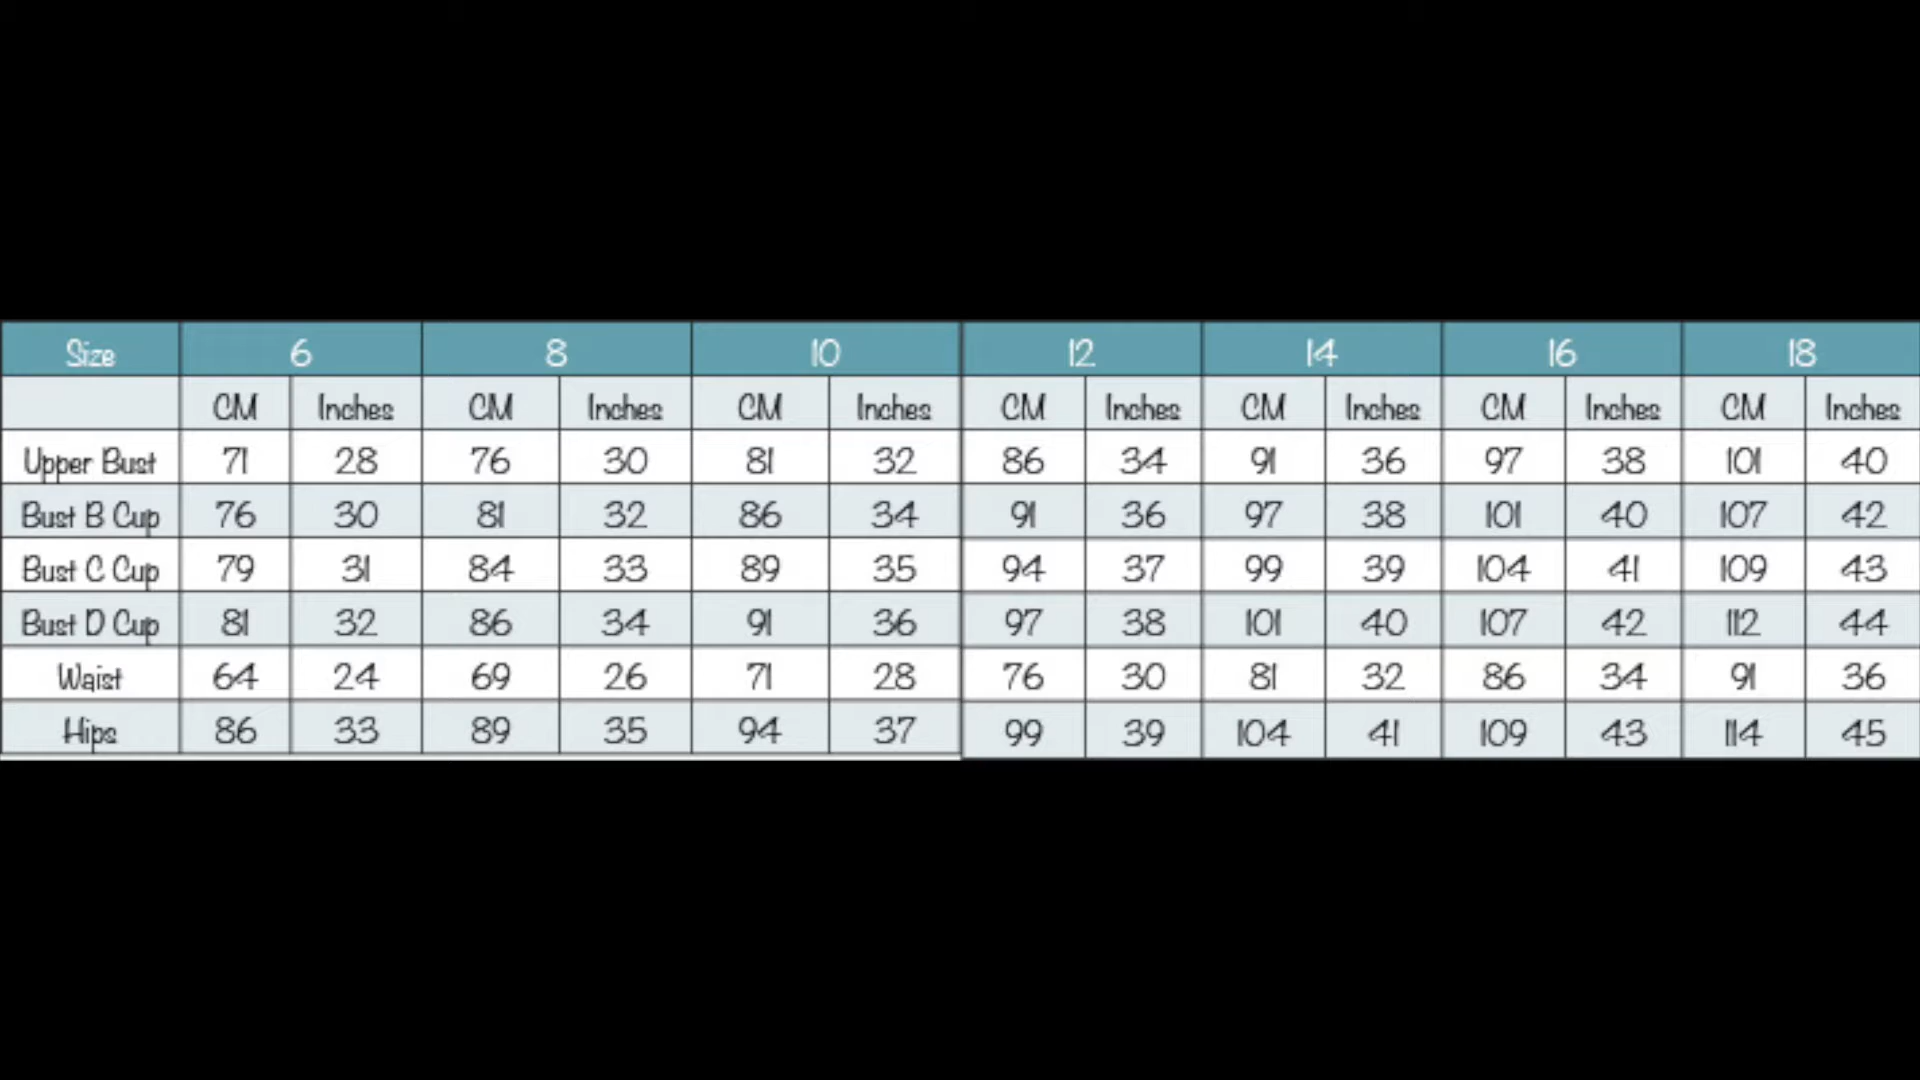 Size 6 8 10 12 14 16 18
CM Inches CM Inches CM Inches CM Inches CM Inches CM Inches CM Inches
Upper Bust 71 28 76 30 81 32 86 34 91 36 97 38 101 40
Bust B Cup 76 30 81 32 86 34 91 36 97 38 101 40 107 42
Bust C Cup 79 31 84 33 89 35 94 37 99 39 104 41 109 43
Bust D Cup 81 32 86 34 91 36 97 38 101 40 107 42 112 44
Waist 64 24 69 26 71 28 76 30 81 32 86 34 91 36
Hips 86 33 89 35 94 37 99 39 104 41 109 43 114 45